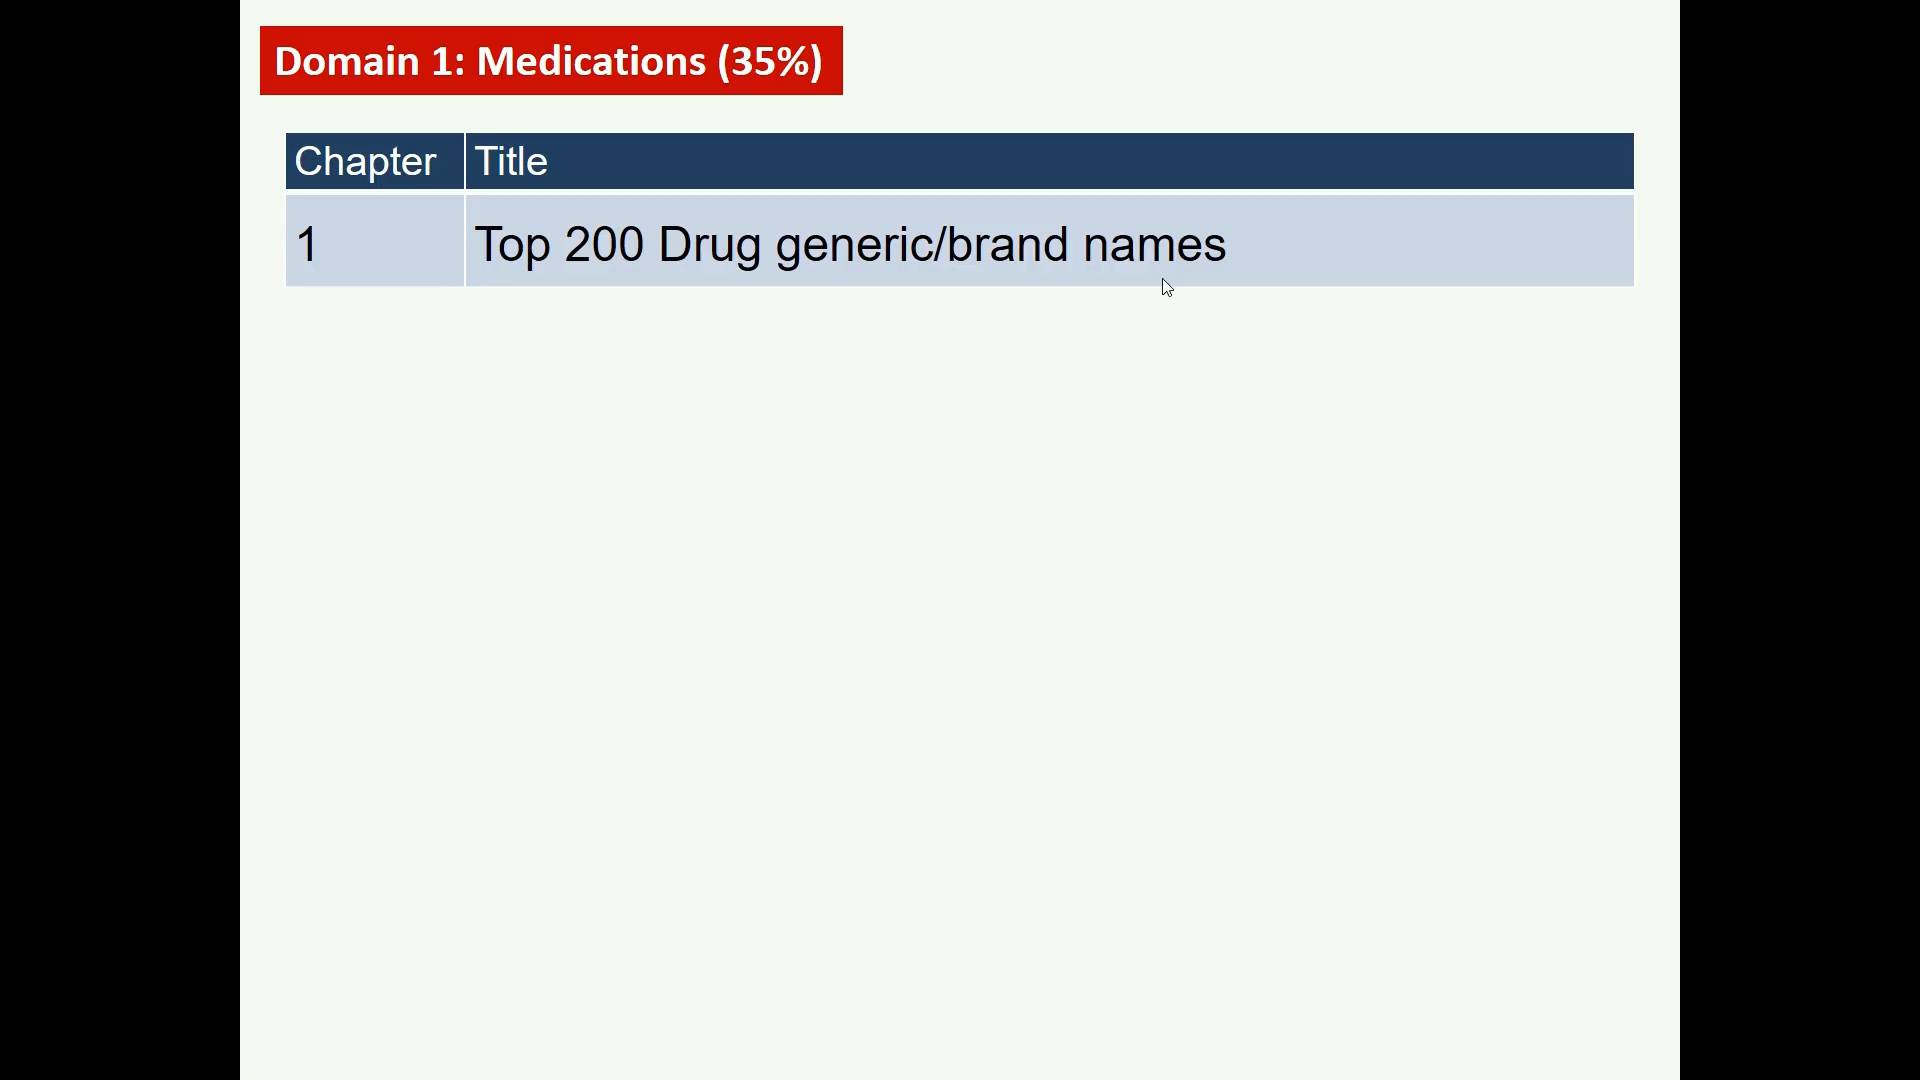 Domain 1: Medications (35%)
Chapter Title
1 Top 200 Drug generic/brand names